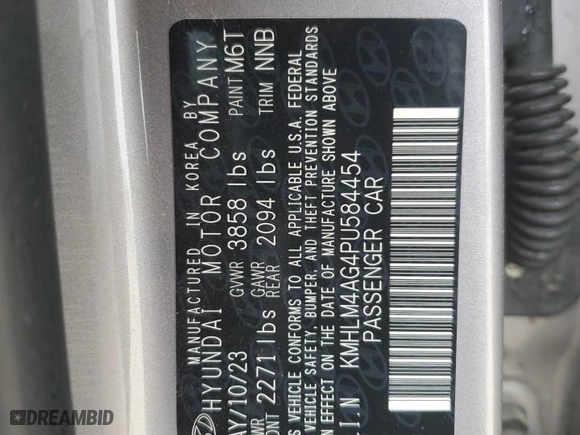 MANUFACTURED IN KOREA BY
HYUNDAI MOTOR COMPANY
AY/10/23 GVWR 3858 lbs PAINT M6T
2271 lbs GAWR REAR 2094 lbs TRIM NNB
VEHICLE CONFORMS TO ALL APPLICABLE U.S.A. FEDERAL
VEHICLE SAFETY, BUMPER, AND THEFT PREVENTION STANDARDS
EFFECT ON THE DATE OF MANUFACTURE SHOWN ABOVE
I.N KMHLM4AG4PU584454
PASSENGER CAR
DREAMBID